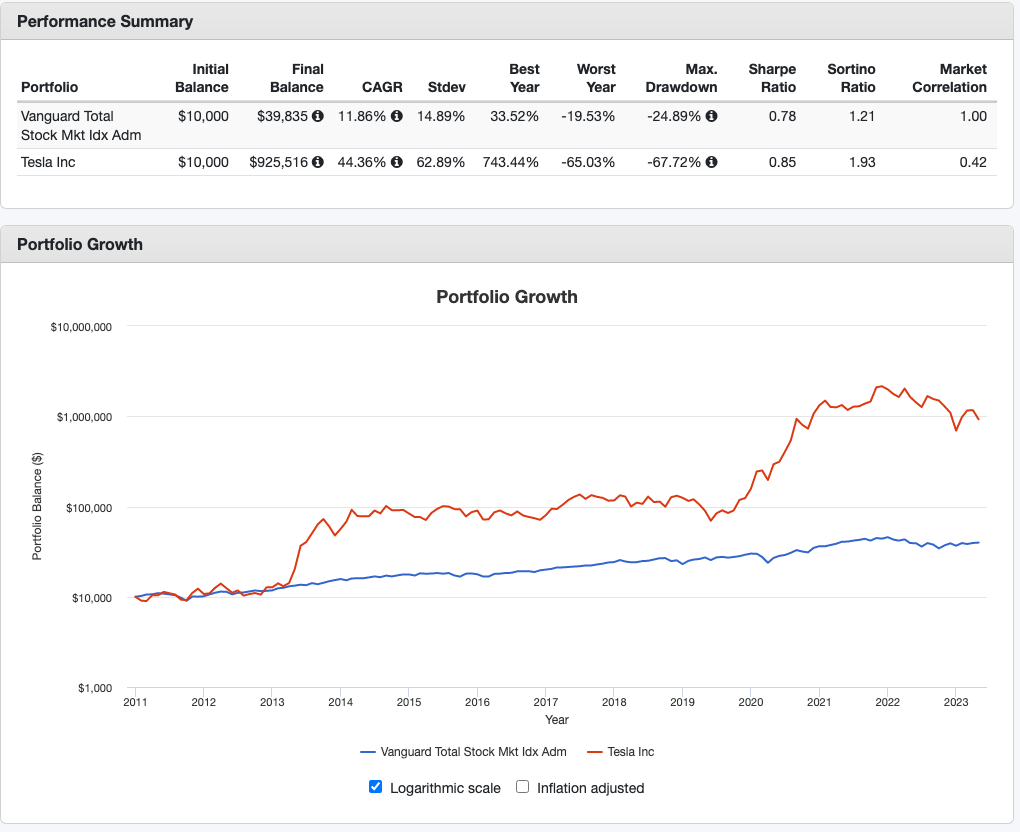 Performance Summary
Portfolio Initial Balance Final Balance CAGR Stdev Best Year Worst Year Max. Drawdown Sharpe Ratio Sortino Ratio Market Correlation
Vanguard Total Stock Mkt Idx Adm $10,000 $39,835 11.86% 14.89% 33.52% -19.53% -24.89% 0.78 1.21 1.00
Tesla Inc $10,000 $925,516 44.36% 62.89% 743.44% -65.03% -67.72% 0.85 1.93 0.42
Portfolio Growth
Portfolio Growth
$10,000,000
$1,000,000
$100,000
$10,000
$1,000
Portfolio Balance ($)
2011 2012 2013 2014 2015 2016 2017 2018 2019 2020 2021 2022 2023
Year
Vanguard Total Stock Mkt Idx Adm Tesla Inc
Logarithmic scale Inflation adjusted